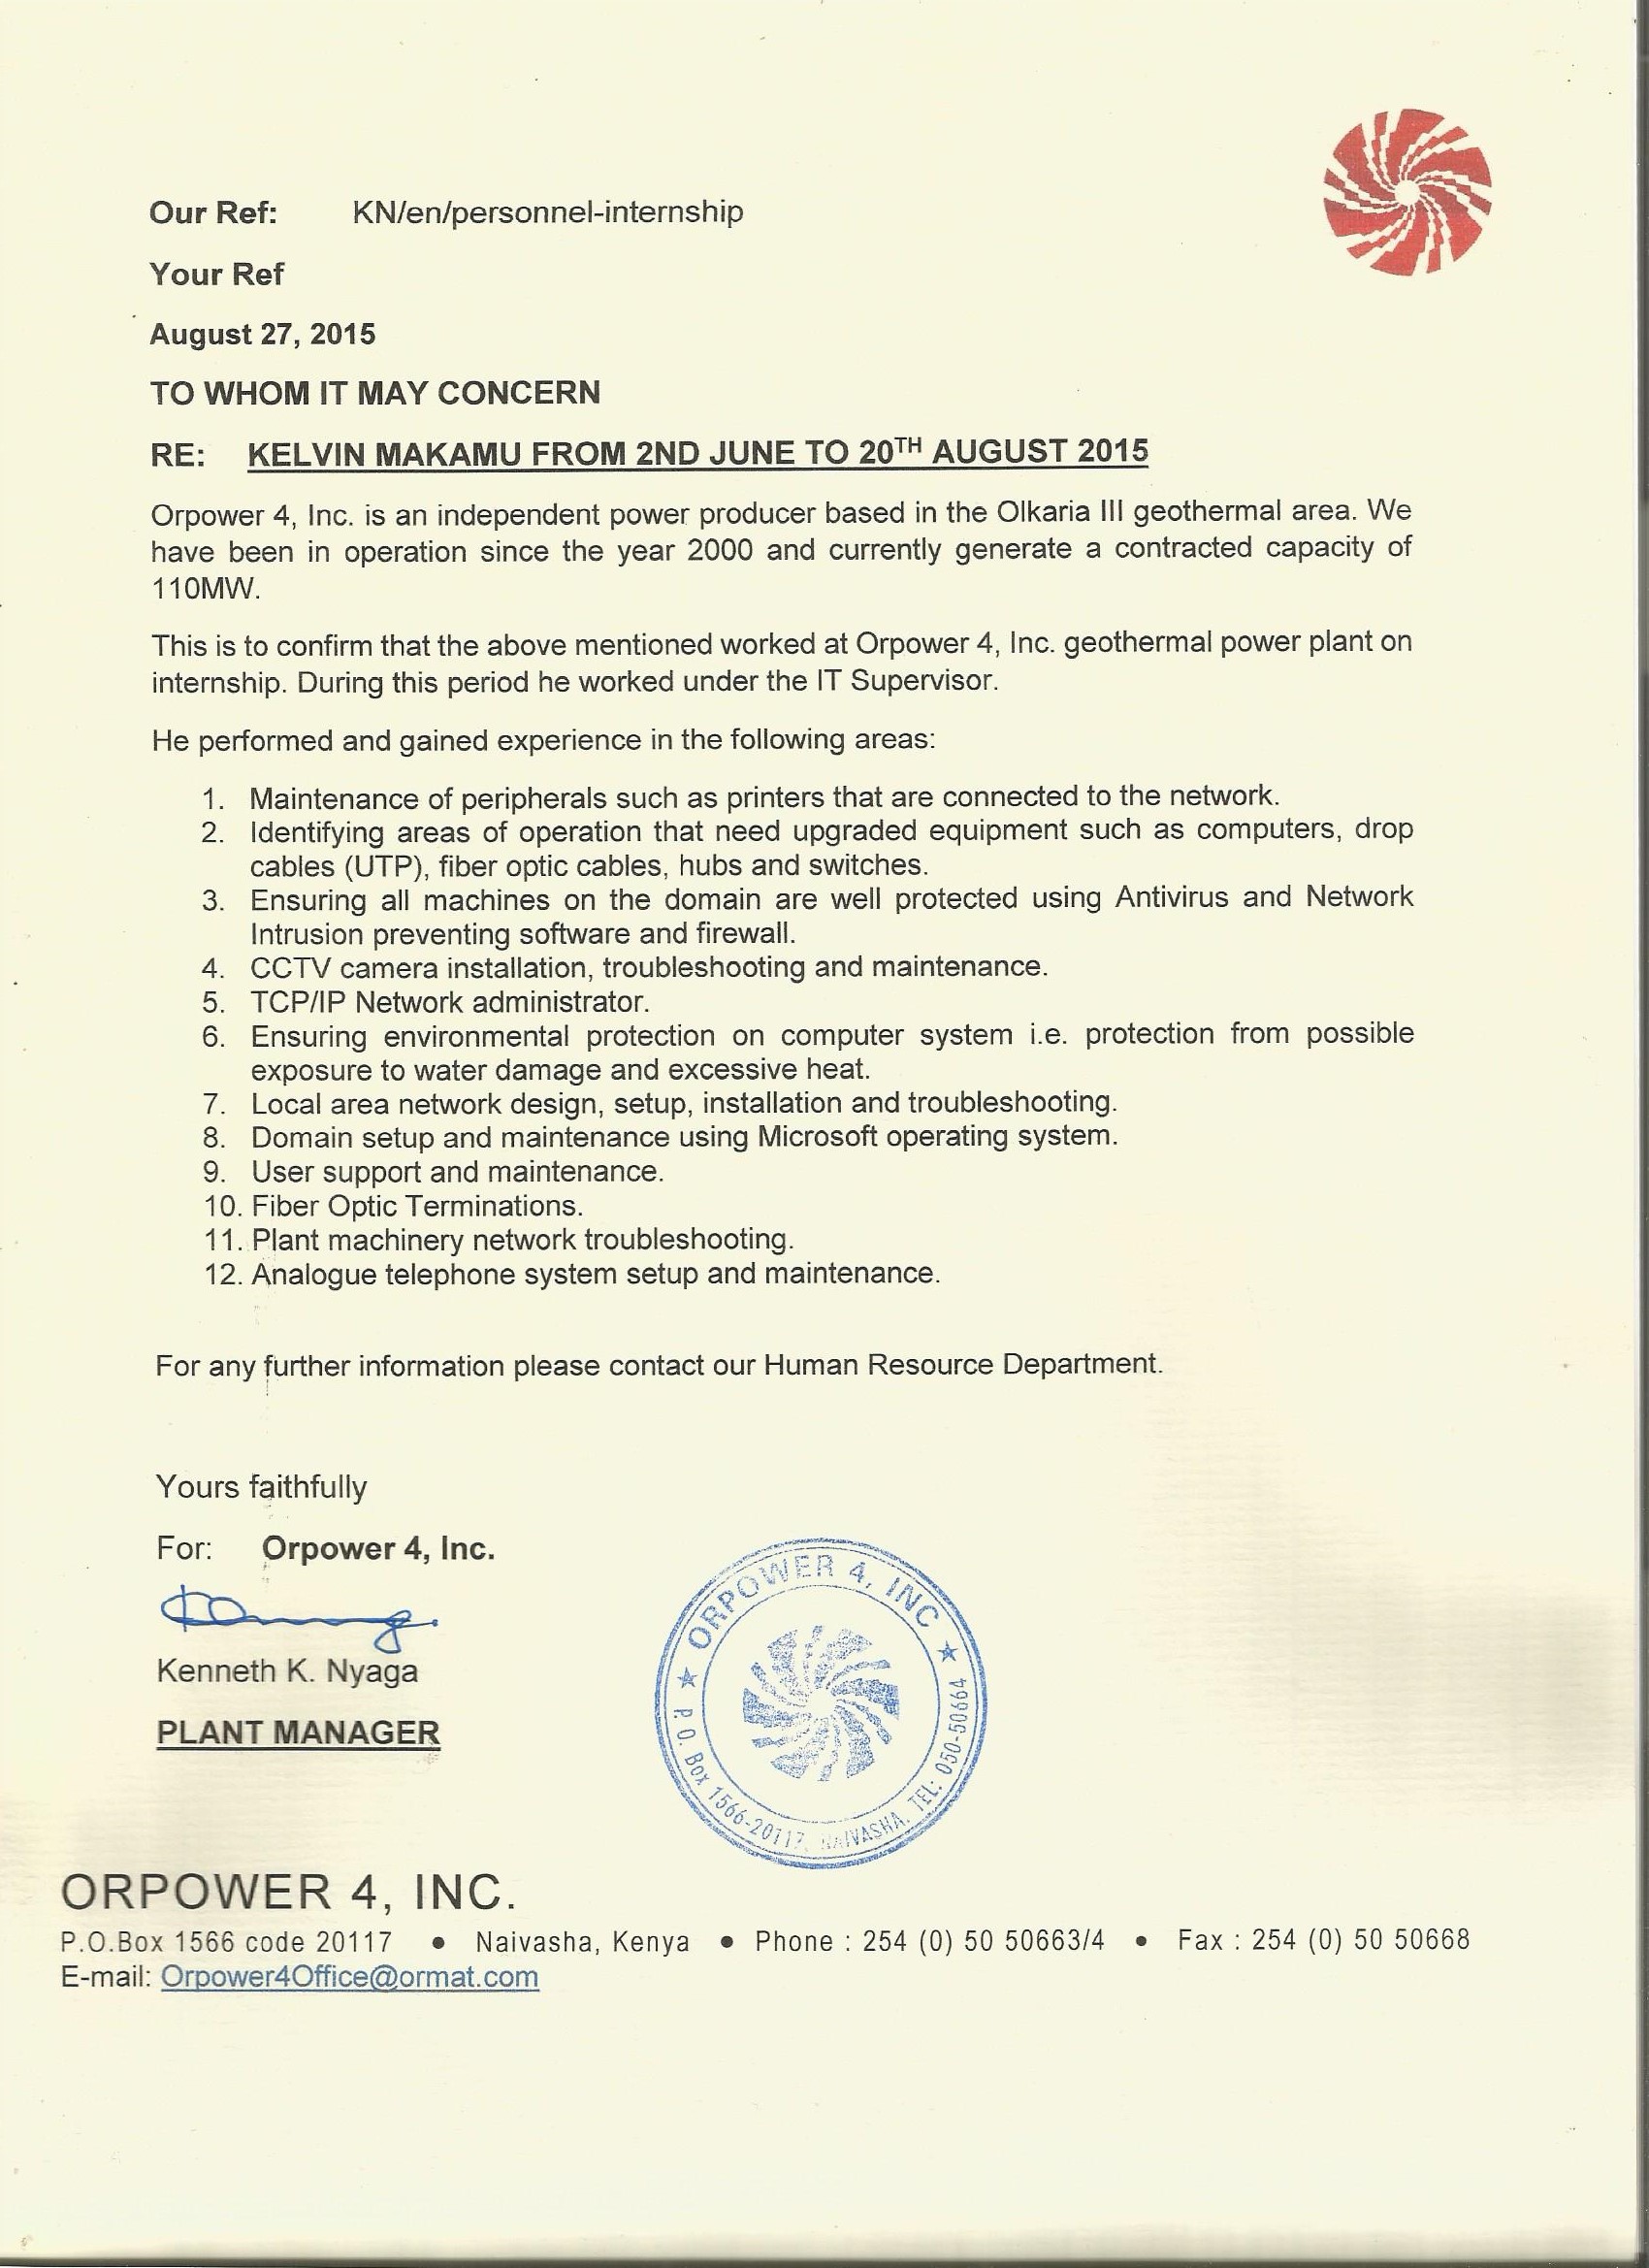 Our Ref: KN/en/personnel-internship
Your Ref
August 27, 2015
TO WHOM IT MAY CONCERN
RE: KELVIN MAKAMU FROM 2ND JUNE TO 20TH AUGUST 2015
Orpower 4, Inc. is an independent power producer based in the Olkaria III geothermal area. We
have been in operation since the year 2000 and currently generate a contracted capacity of
110MW.
This is to confirm that the above mentioned worked at Orpower 4, Inc. geothermal power plant on
internship. During this period he worked under the IT Supervisor.
He performed and gained experience in the following areas:
1. Maintenance of peripherals such as printers that are connected to the network.
2. Identifying areas of operation that need upgraded equipment such as computers, drop
cables (UTP), fiber optic cables, hubs and switches.
3. Ensuring all machines on the domain are well protected using Antivirus and Network
Intrusion preventing software and firewall.
4. CCTV camera installation, troubleshooting and maintenance.
5. TCP/IP Network administrator.
6. Ensuring environmental protection on computer system i.e. protection from possible
exposure to water damage and excessive heat.
7. Local area network design, setup, installation and troubleshooting.
8. Domain setup and maintenance using Microsoft operating system.
9. User support and maintenance.
10. Fiber Optic Terminations.
11. Plant machinery network troubleshooting.
12. Analogue telephone system setup and maintenance.
For any further information please contact our Human Resource Department.
Yours faithfully
For: Orpower 4, Inc.
Kenneth K. Nyaga
PLANT MANAGER
★ ORPOWER 4, INC ★
P. O. Box 1566-20117, NAIVASHA. TEL: 050-50664
ORPOWER 4, INC.
P.O.Box 1566 code 20117 • Naivasha, Kenya • Phone : 254 (0) 50 50663/4 • Fax : 254 (0) 50 50668
E-mail: Orpower4Office@ormat.com